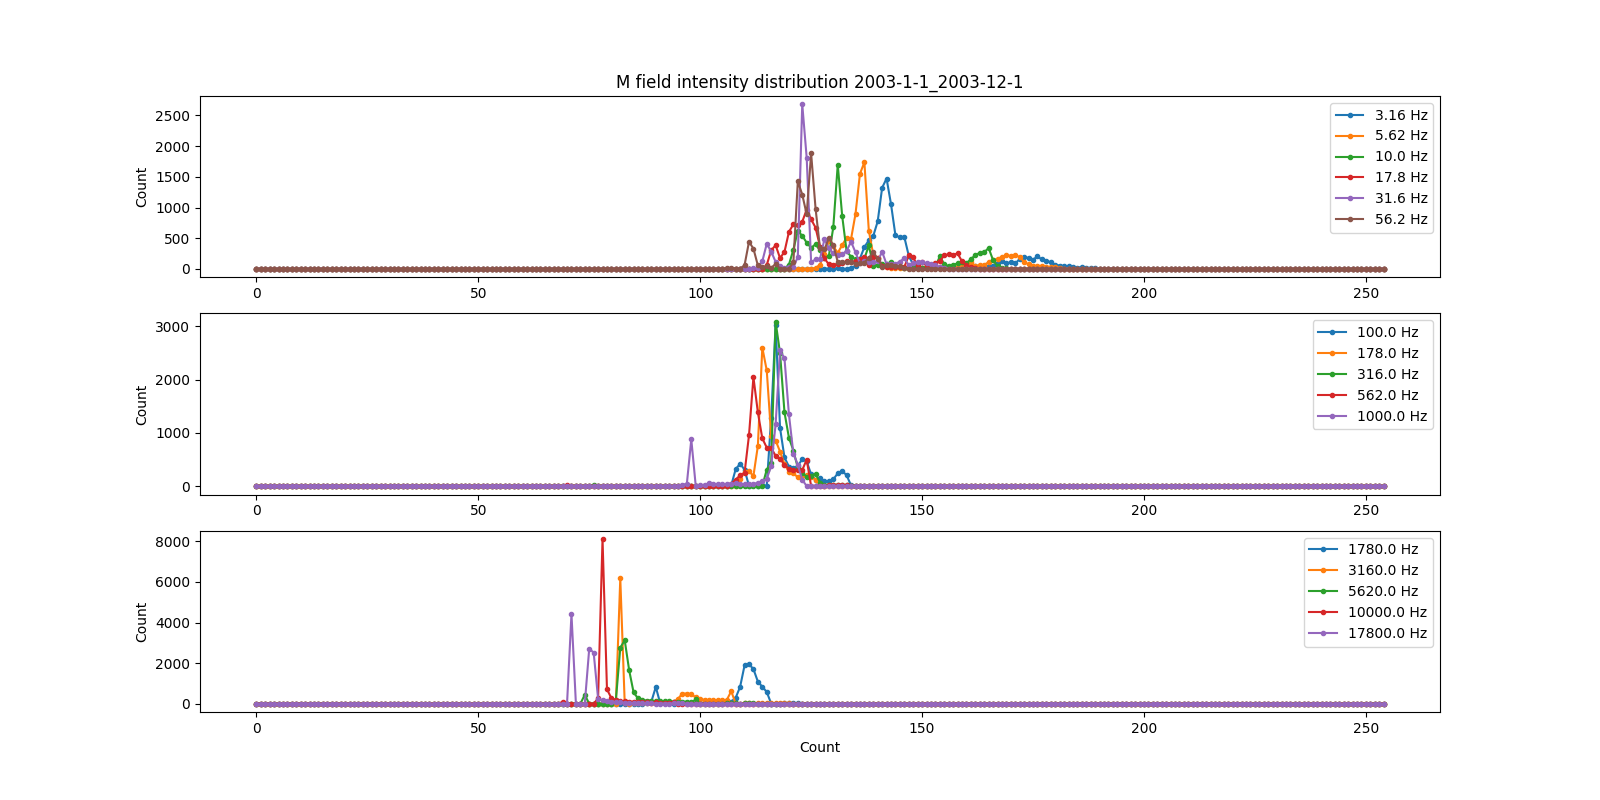 M field intensity distribution 2003-1-1_2003-12-1
2500
2000
1500
1000
500
0
Count
0 50 100 150 200 250
3.16 Hz
5.62 Hz
10.0 Hz
17.8 Hz
31.6 Hz
56.2 Hz
3000
2000
1000
0
Count
0 50 100 150 200 250
100.0 Hz
178.0 Hz
316.0 Hz
562.0 Hz
1000.0 Hz
8000
6000
4000
2000
0
Count
0 50 100 150 200 250
1780.0 Hz
3160.0 Hz
5620.0 Hz
10000.0 Hz
17800.0 Hz
Count